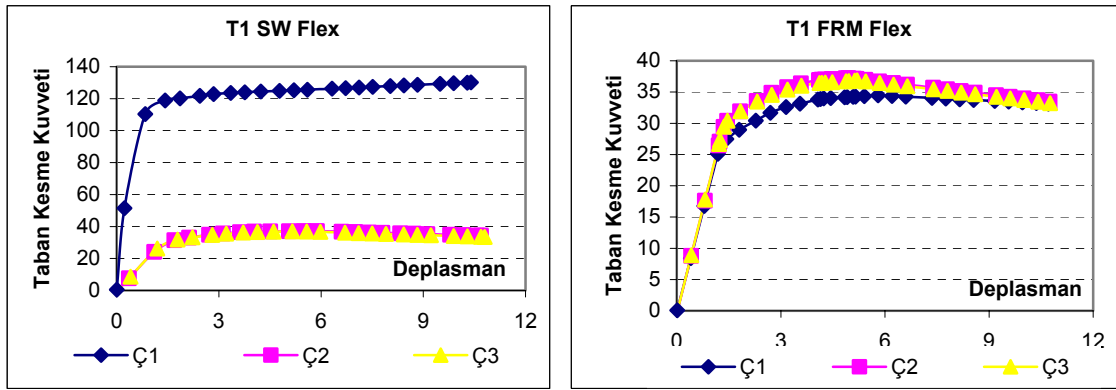 T1 SW Flex
Taban Kesme Kuvveti
140
120
100
80
60
40
20
0
Deplasman
0 3 6 9 12
Ç1 Ç2 Ç3
T1 FRM Flex
Taban Kesme Kuvveti
40
35
30
25
20
15
10
5
0
Deplasman
0 3 6 9 12
Ç1 Ç2 Ç3